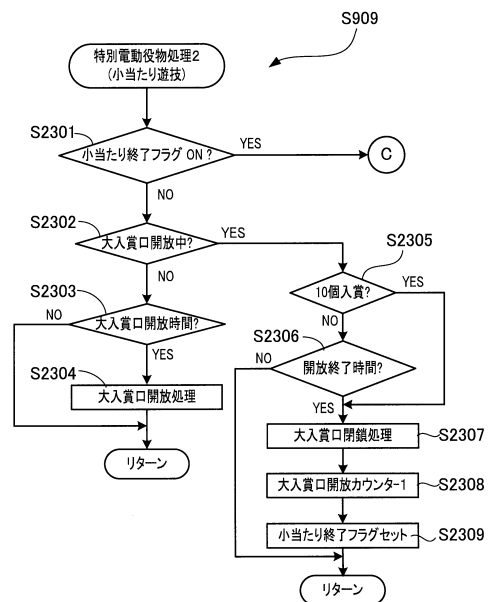 S909
特別電動役物処理2
(小当たり遊技)
S2301
小当たり終了フラグ ON?
YES
C
NO
S2302
大入賞口開放中?
YES
NO
S2303
大入賞口開放時間?
NO
YES
S2304
大入賞口開放処理
リターン
S2305
10個入賞?
YES
NO
S2306
開放終了時間?
NO
YES
大入賞口閉鎖処理
S2307
大入賞口開放カウンタ-1
S2308
小当たり終了フラグセット
S2309
リターン